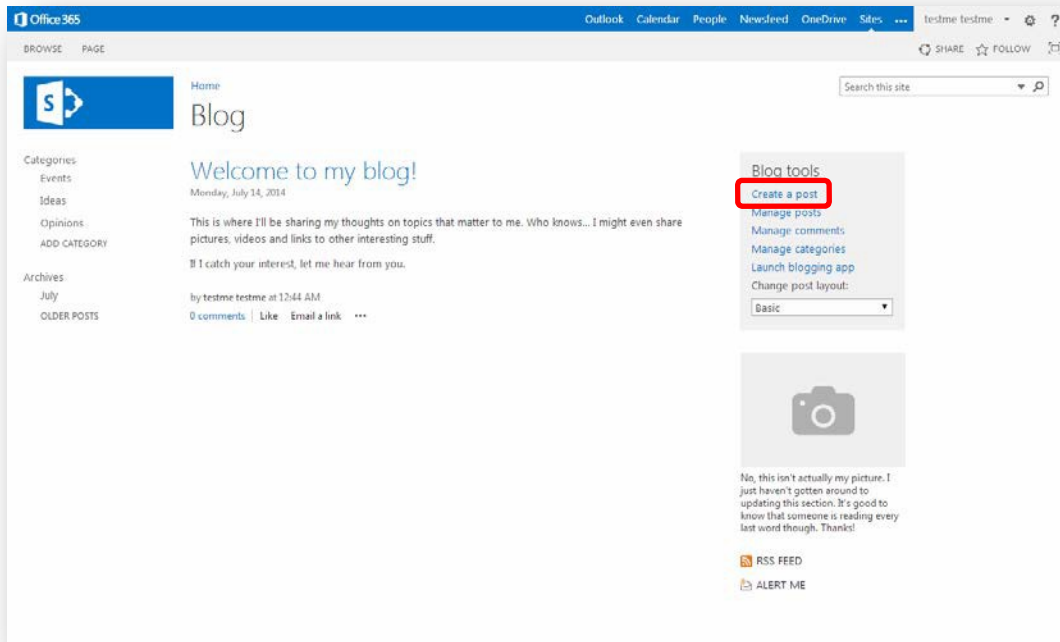 Office 365
Outlook Calendar People Newsfeed OneDrive Sites ••• testme testme ?
BROWSE PAGE
SHARE FOLLOW
S
Home
Search this site
Blog
Categories
Events
Ideas
Opinions
ADD CATEGORY
Archives
July
OLDER POSTS
Welcome to my blog!
Monday, July 14, 2014
This is where I'll be sharing my thoughts on topics that matter to me. Who knows... I might even share
pictures, videos and links to other interesting stuff.
If I catch your interest, let me hear from you.
by testme testme at 12:44 AM
0 comments | Like Email a link •••
Blog tools
Create a post
Manage posts
Manage comments
Manage categories
Launch blogging app
Change post layout:
Basic
No, this isn't actually my picture. I
just haven't gotten around to
updating this section. It's good to
know that someone is reading every
last word though. Thanks!
RSS FEED
ALERT ME